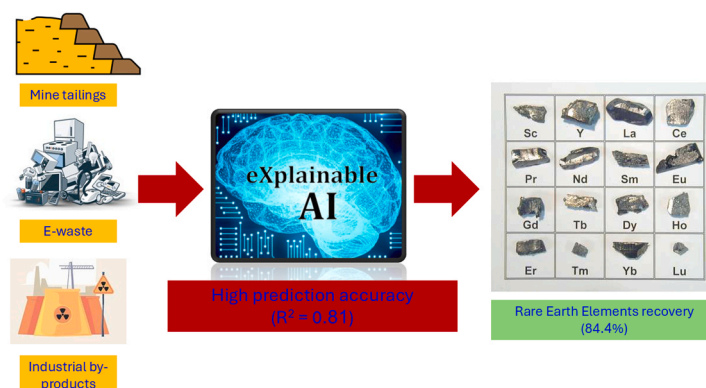 Mine tailings
E-waste
Industrial by-
products
eXplainable
AI
High prediction accuracy
(R² = 0.81)
Sc Y La Ce
Pr Nd Sm Eu
Gd Tb Dy Ho
Er Tm Yb Lu
Rare Earth Elements recovery
(84.4%)